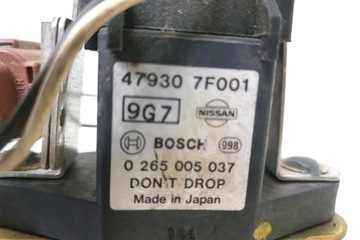 47930 7F001
9G7 NISSAN
BOSCH 998
0 265 005 037
DON'T DROP
Made in Japan